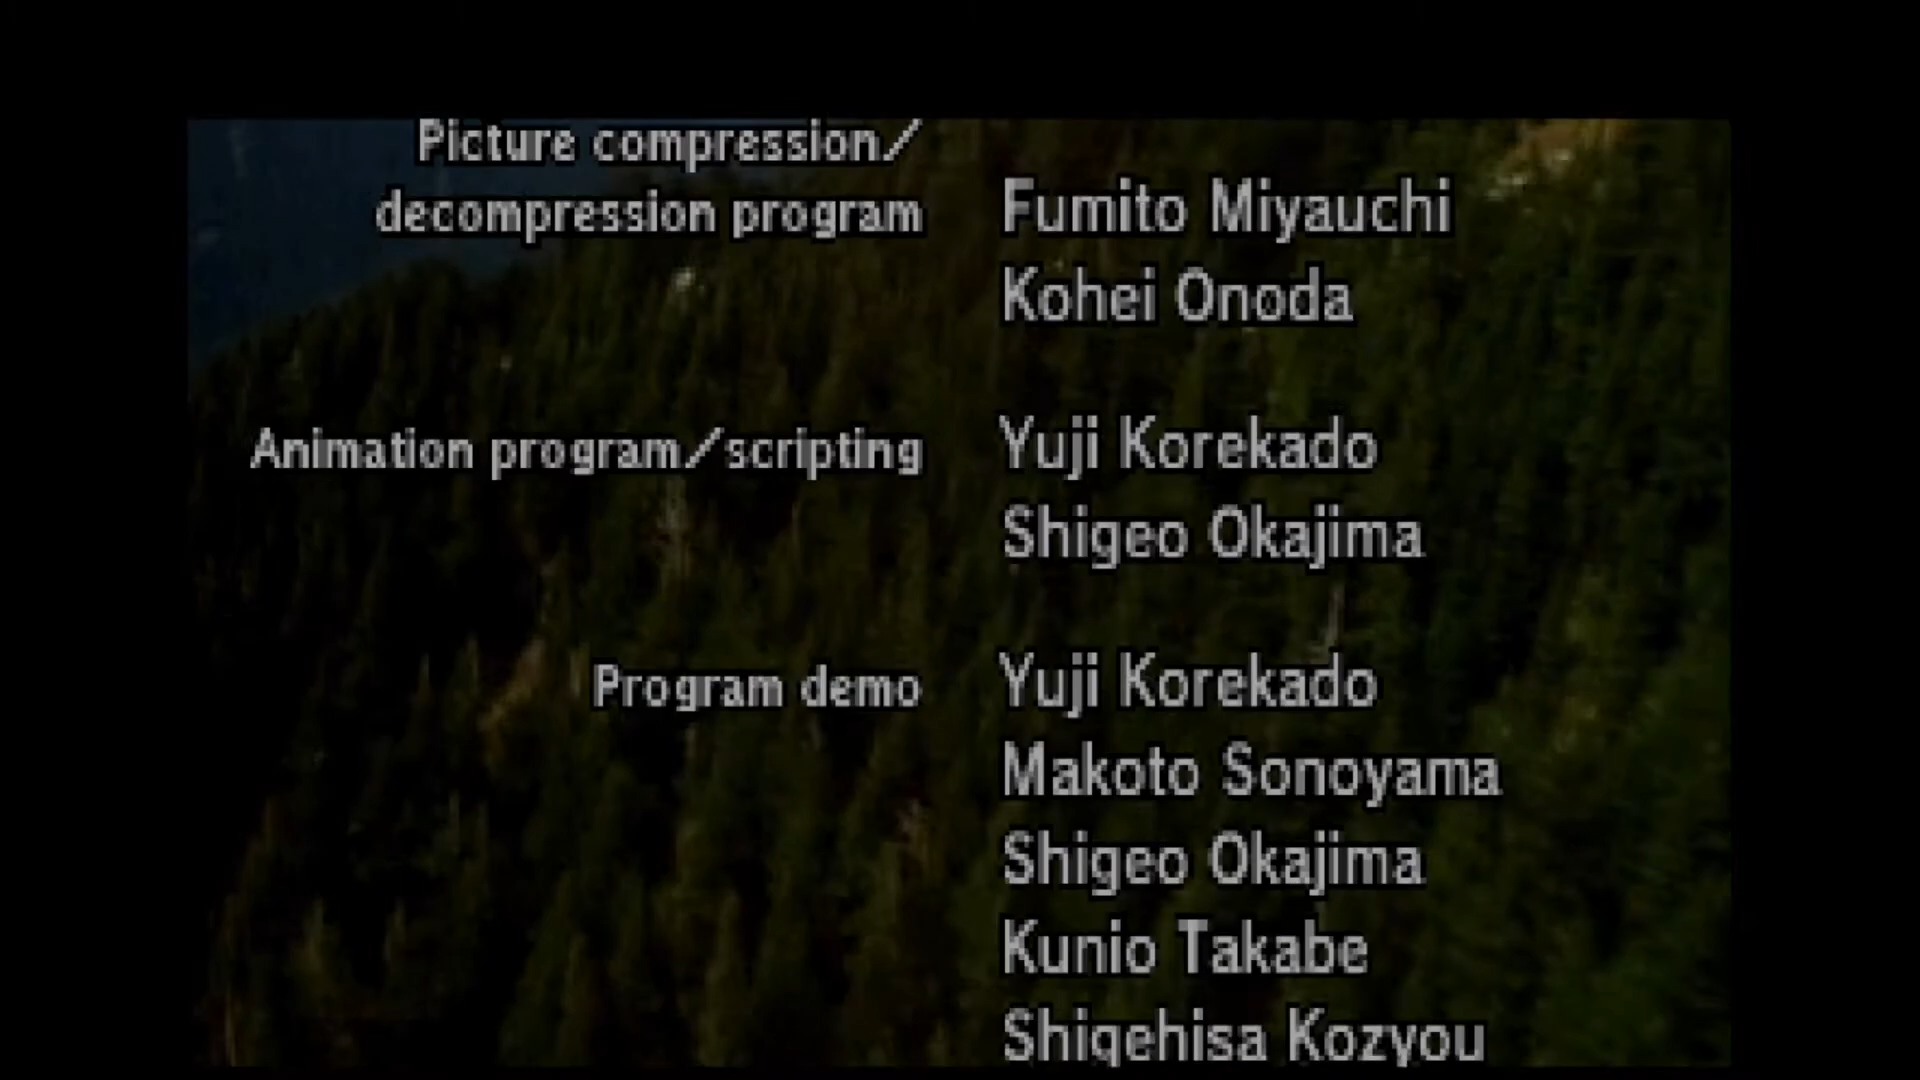 Picture compression/
decompression program Fumito Miyauchi
Kohei Onoda
Animation program/scripting Yuji Korekado
Shigeo Okajima
Program demo Yuji Korekado
Makoto Sonoyama
Shigeo Okajima
Kunio Takabe
Shigehisa Kozyou